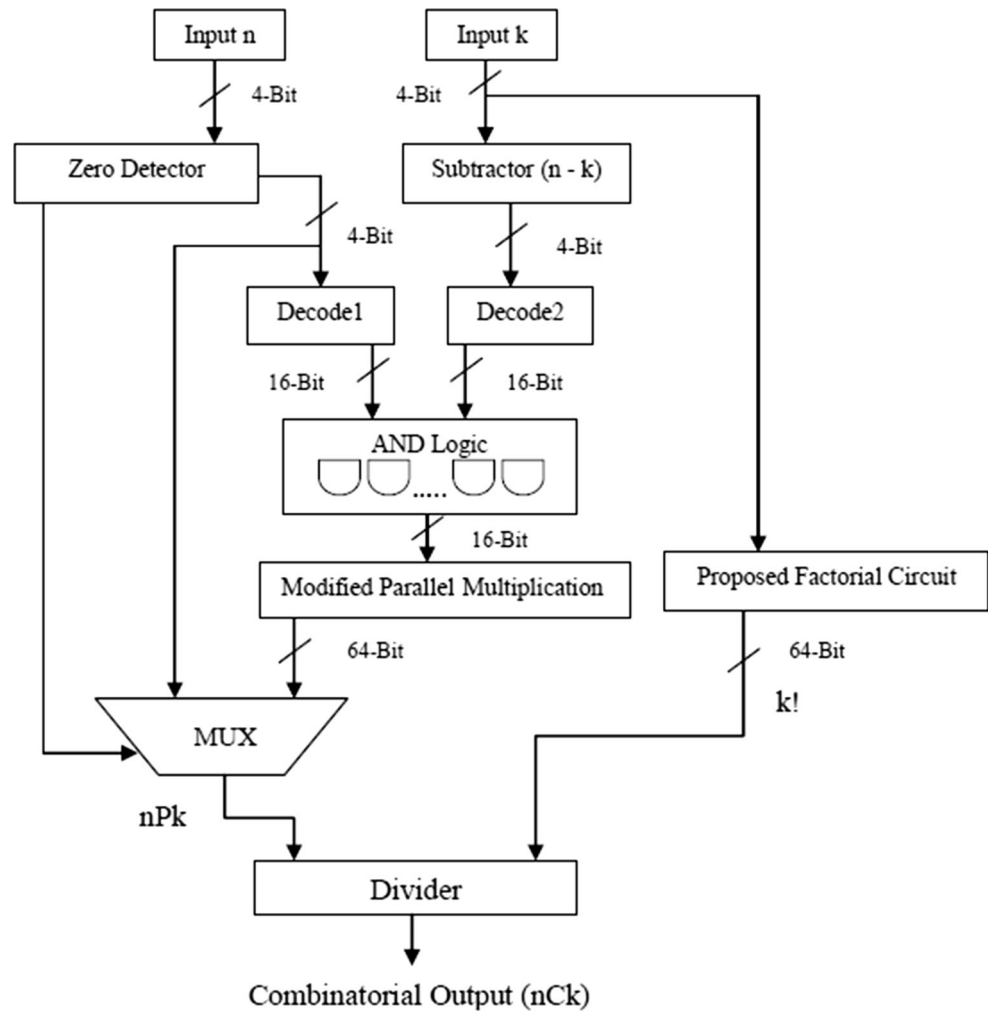 Input n
Input k
4-Bit
4-Bit
Zero Detector
Subtractor (n - k)
4-Bit
4-Bit
Decode1
Decode2
16-Bit
16-Bit
AND Logic
.....
16-Bit
Modified Parallel Multiplication
Proposed Factorial Circuit
64-Bit
64-Bit
k!
MUX
nPk
Divider
Combinatorial Output (nCk)